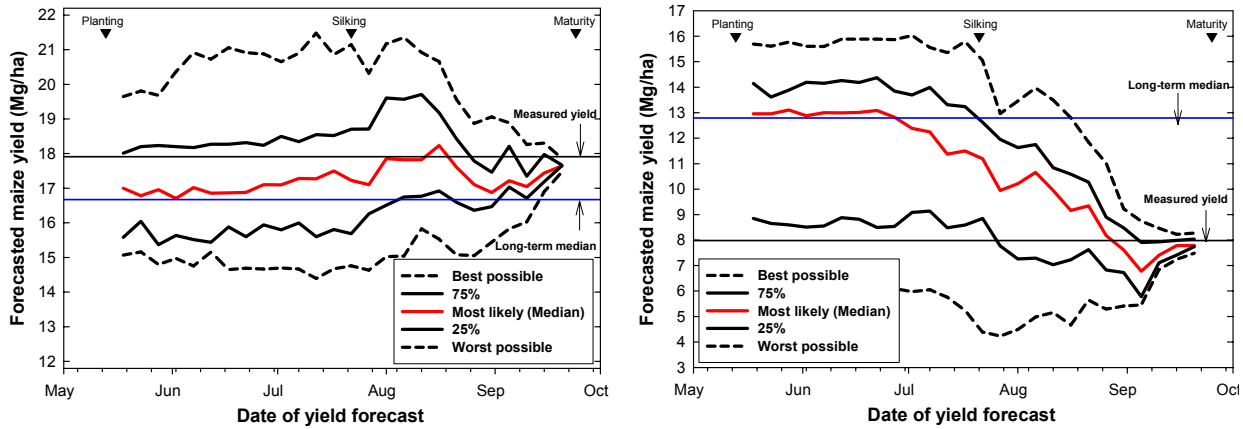 Planting
Silking
Maturity
22
21
20
19
18
17
16
15
14
13
12
Forecasted maize yield (Mg/ha)
Measured yield
Long-term median
Best possible
75%
Most likely (Median)
25%
Worst possible
May
Jun
Jul
Aug
Sep
Oct
Date of yield forecast
Planting
Silking
Maturity
17
16
15
14
13
12
11
10
9
8
7
6
5
4
3
Forecasted maize yield (Mg/ha)
Long-term median
Measured yield
Best possible
75%
Most likely (Median)
25%
Worst possible
May
Jun
Jul
Aug
Sep
Oct
Date of yield forecast